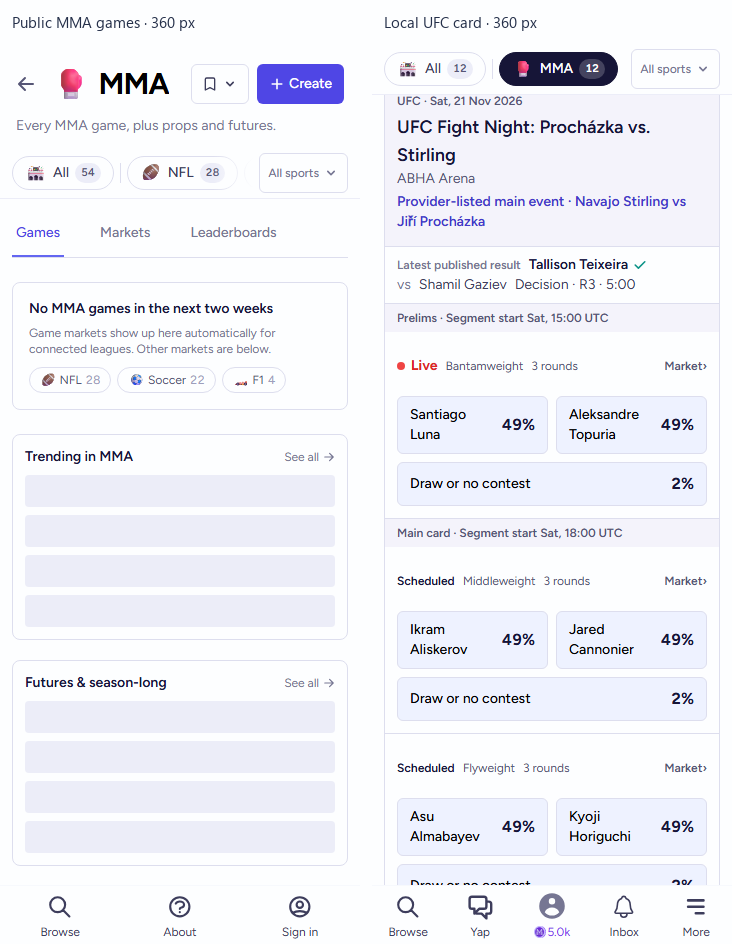 Public MMA games · 360 px
MMA
Create
Every MMA game, plus props and futures.
All 54
NFL 28
All sports
Games
Markets
Leaderboards
No MMA games in the next two weeks
Game markets show up here automatically for
connected leagues. Other markets are below.
NFL 28
Soccer 22
F1 4
Trending in MMA
See all →
Futures & season-long
See all →
Browse
About
Sign in
Local UFC card · 360 px
All 12
MMA 12
All sports
UFC · Sat, 21 Nov 2026
UFC Fight Night: Procházka vs.
Stirling
ABHA Arena
Provider-listed main event · Navajo Stirling vs
Jiří Procházka
Latest published result Tallison Teixeira ✓
vs Shamil Gaziev Decision · R3 · 5:00
Prelims · Segment start Sat, 15:00 UTC
Live Bantamweight 3 rounds Market›
Santiago
Luna
49%
Aleksandre
Topuria
49%
Draw or no contest 2%
Main card · Segment start Sat, 18:00 UTC
Scheduled Middleweight 3 rounds Market›
Ikram
Aliskerov
49%
Jared
Cannonier
49%
Draw or no contest 2%
Scheduled Flyweight 3 rounds Market›
Asu
Almabayev
49%
Kyoji
Horiguchi
49%
Draw or no contest 2%
Browse
Yap
5.0k
Inbox
More